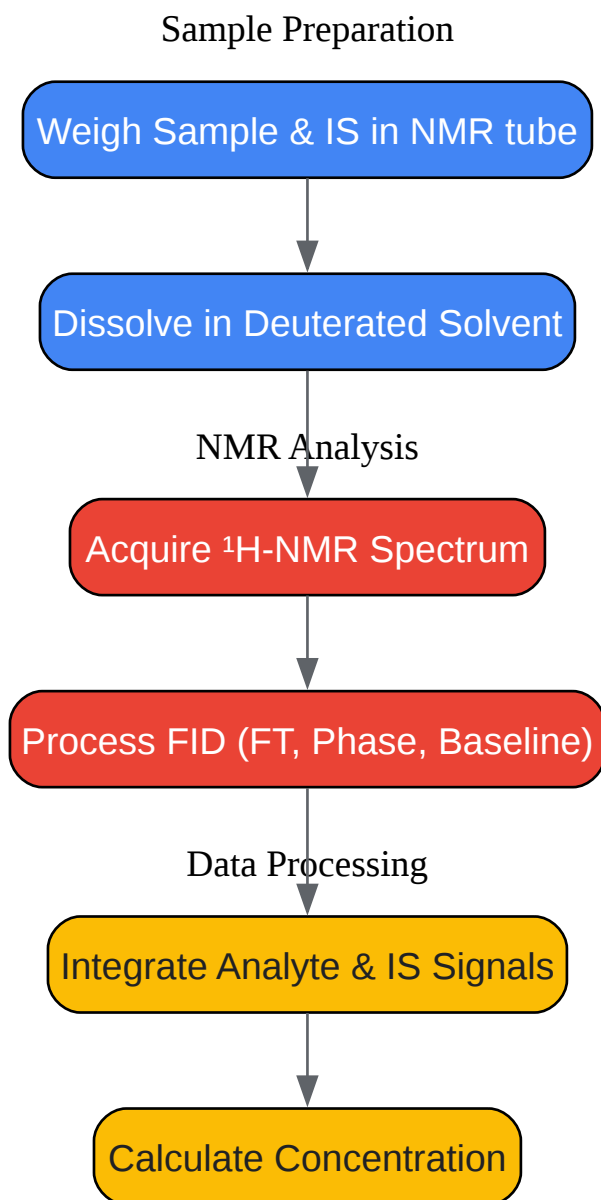 Sample Preparation
Weigh Sample & IS in NMR tube
Dissolve in Deuterated Solvent
NMR Analysis
Acquire ¹H-NMR Spectrum
Process FID (FT, Phase, Baseline)
Data Processing
Integrate Analyte & IS Signals
Calculate Concentration